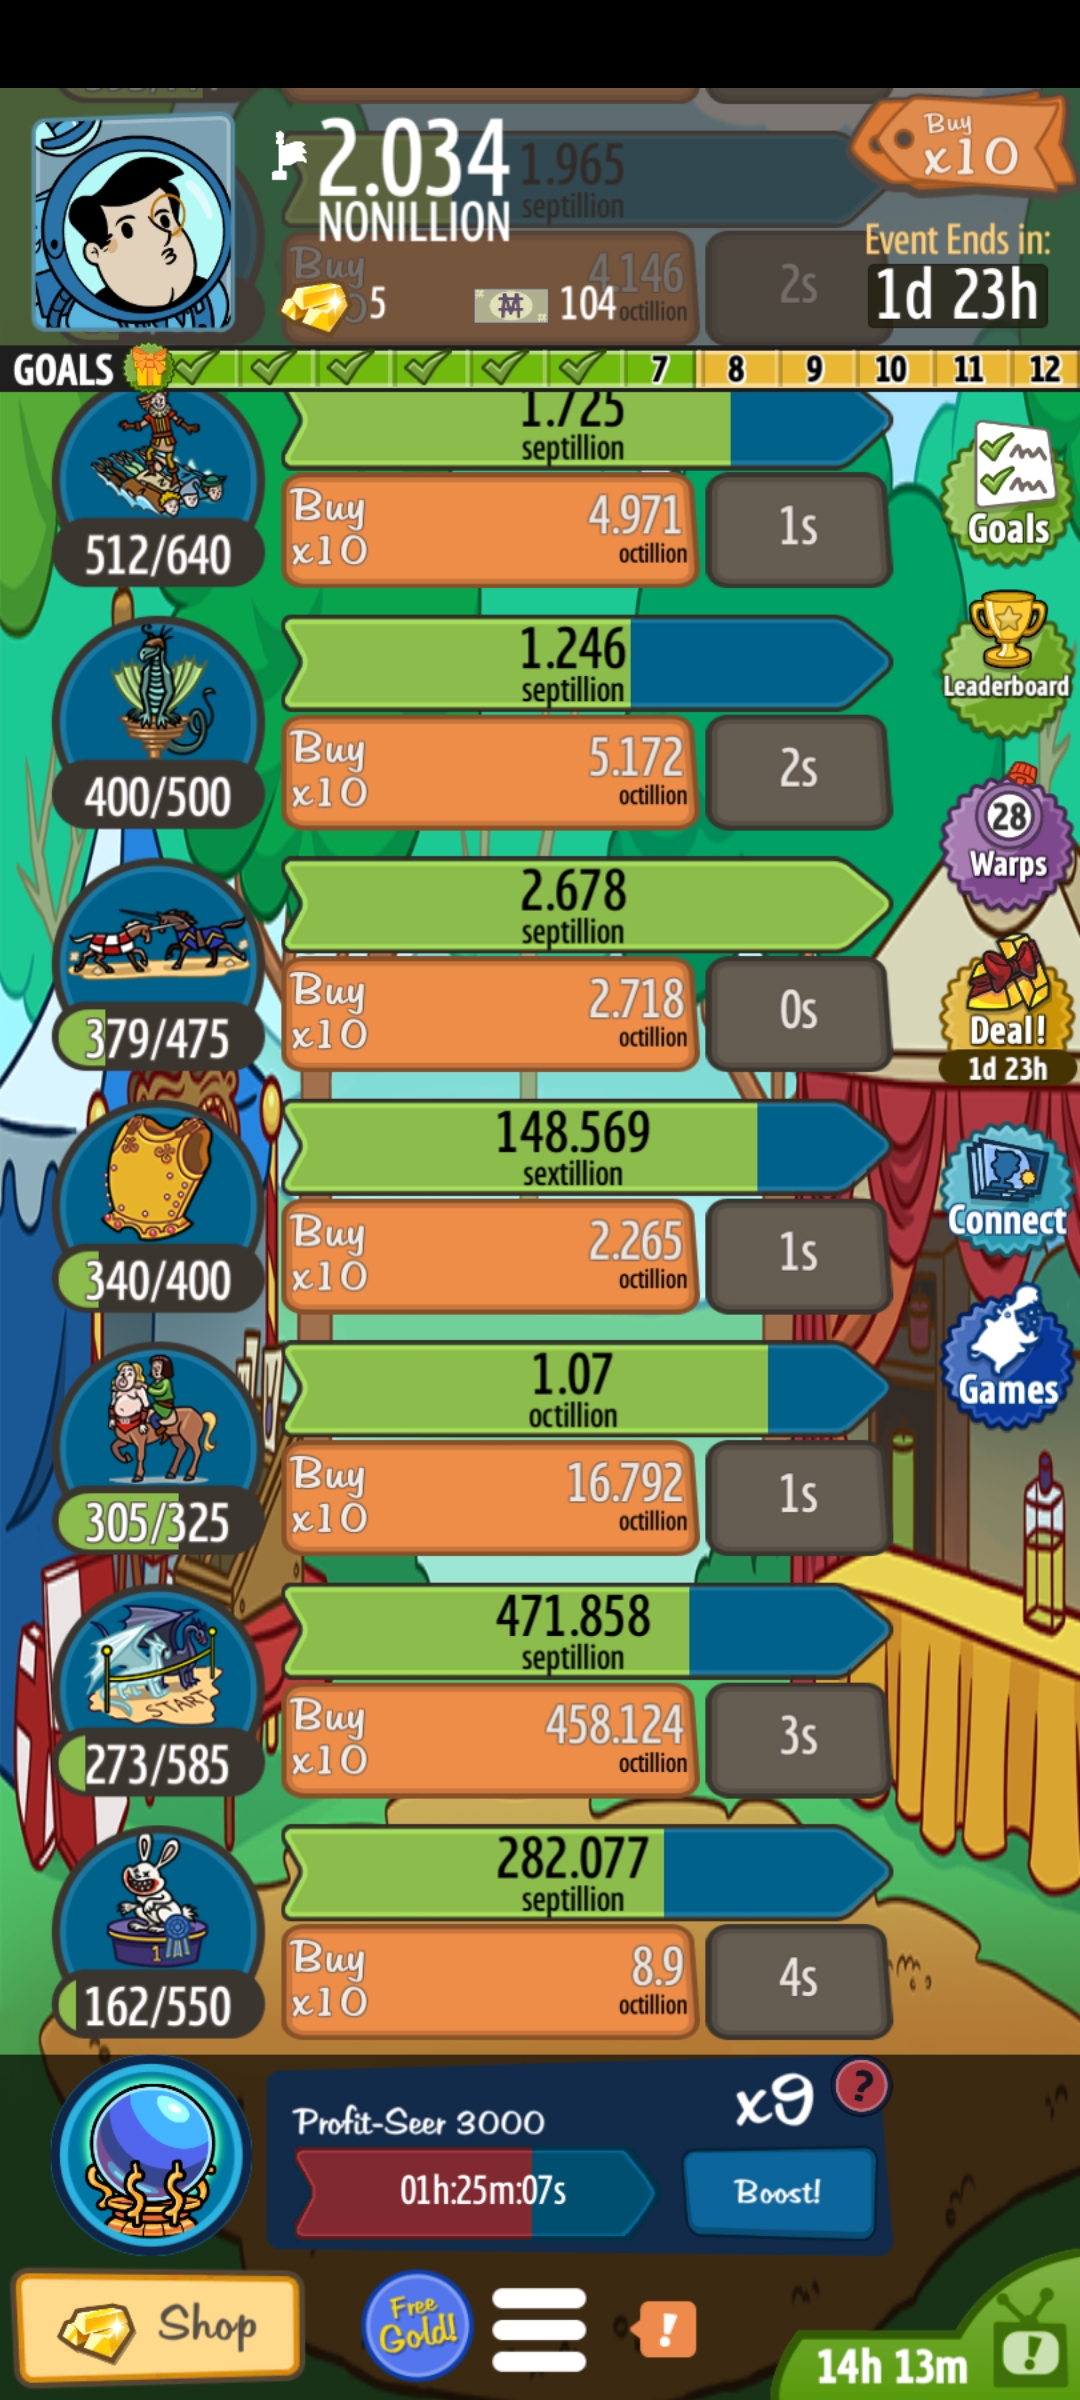 2.034
NONILLION
1.965
septillion
Buy
x10
Buy
4.146
octillion
2s
5
104
Event Ends in:
1d 23h
GOALS
7 8 9 10 11 12
1.725
septillion
Buy
x10
4.971
octillion
1s
512/640
Goals
1.246
septillion
Buy
x10
5.172
octillion
2s
400/500
Leaderboard
28
Warps
2.678
septillion
Buy
x10
2.718
octillion
0s
379/475
Deal!
1d 23h
148.569
sextillion
Buy
x10
2.265
octillion
1s
340/400
Connect
1.07
octillion
Buy
x10
16.792
octillion
1s
305/325
Games
471.858
septillion
Buy
x10
458.124
octillion
3s
START
273/585
282.077
septillion
Buy
x10
8.9
octillion
4s
1
162/550
Profit-Seer 3000
x9
?
01h:25m:07s
Boost!
Shop
Free
Gold!
!
14h 13m
!